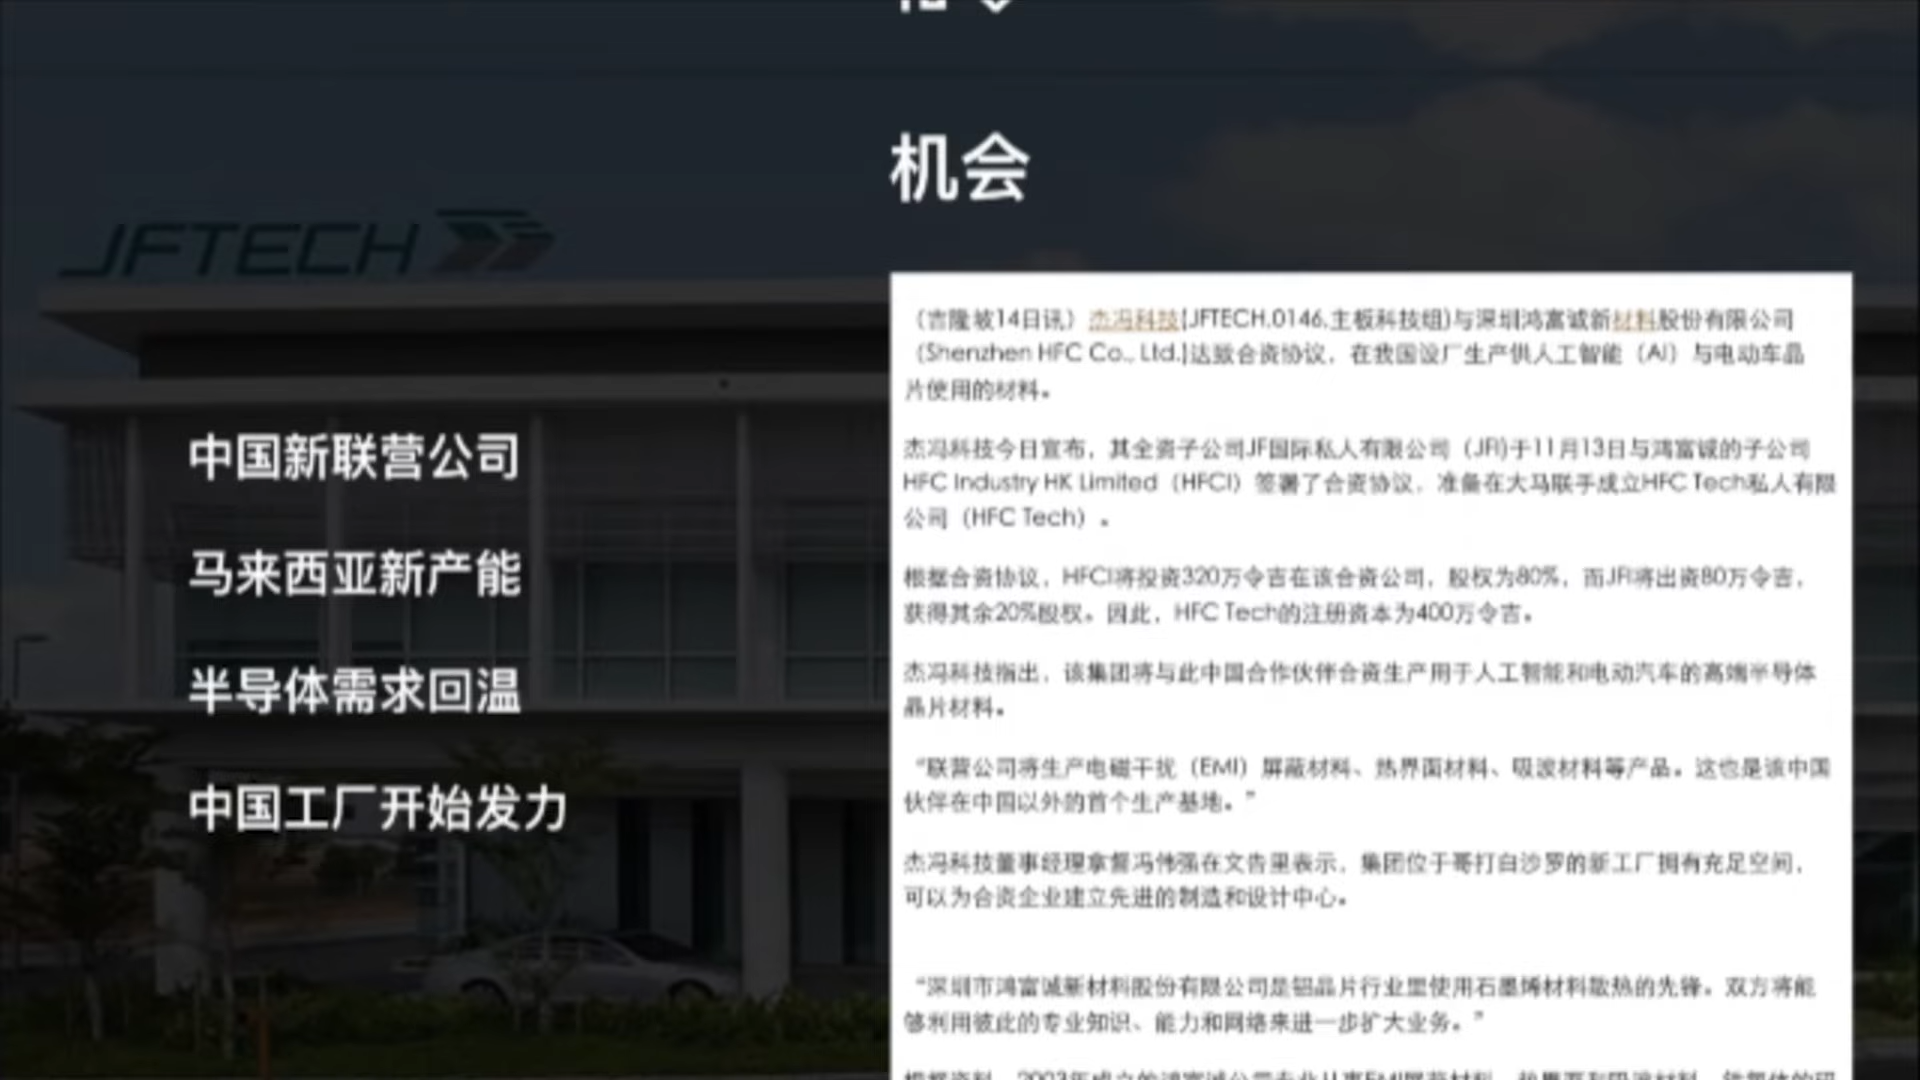 机会
JFTECH
中国新联营公司
马来西亚新产能
半导体需求回温
中国工厂开始发力
（吉隆坡14日讯）杰冯科技(JFTECH,0146,主板科技组)与深圳鸿富诚新材料股份有限公司
（Shenzhen HFC Co., Ltd.)达致合资协议，在我国设厂生产供人工智能（AI）与电动车晶
片使用的材料。
杰冯科技今日宣布，其全资子公司JF国际私人有限公司（JFI)于11月13日与鸿富诚的子公司
HFC Industry HK Limited（HFCI）签署了合资协议，准备在大马联手成立HFC Tech私人有限
公司（HFC Tech）。
根据合资协议，HFCI将投资320万令吉在该合资公司，股权为80%，而JFI将出资80万令吉，
获得其余20%股权。因此，HFC Tech的注册资本为400万令吉。
杰冯科技指出，该集团将与此中国合作伙伴合资生产用于人工智能和电动汽车的高端半导体
晶片材料。
“联营公司将生产电磁干扰（EMI）屏蔽材料、热界面材料、吸波材料等产品。这也是该中国
伙伴在中国以外的首个生产基地。”
杰冯科技董事经理拿督冯伟强在文告里表示，集团位于哥打白沙罗的新工厂拥有充足空间，
可以为合资企业建立先进的制造和设计中心。
“深圳市鸿富诚新材料股份有限公司是铝晶片行业里使用石墨烯材料散热的先锋。双方将能
够利用彼此的专业知识、能力和网络来进一步扩大业务。”